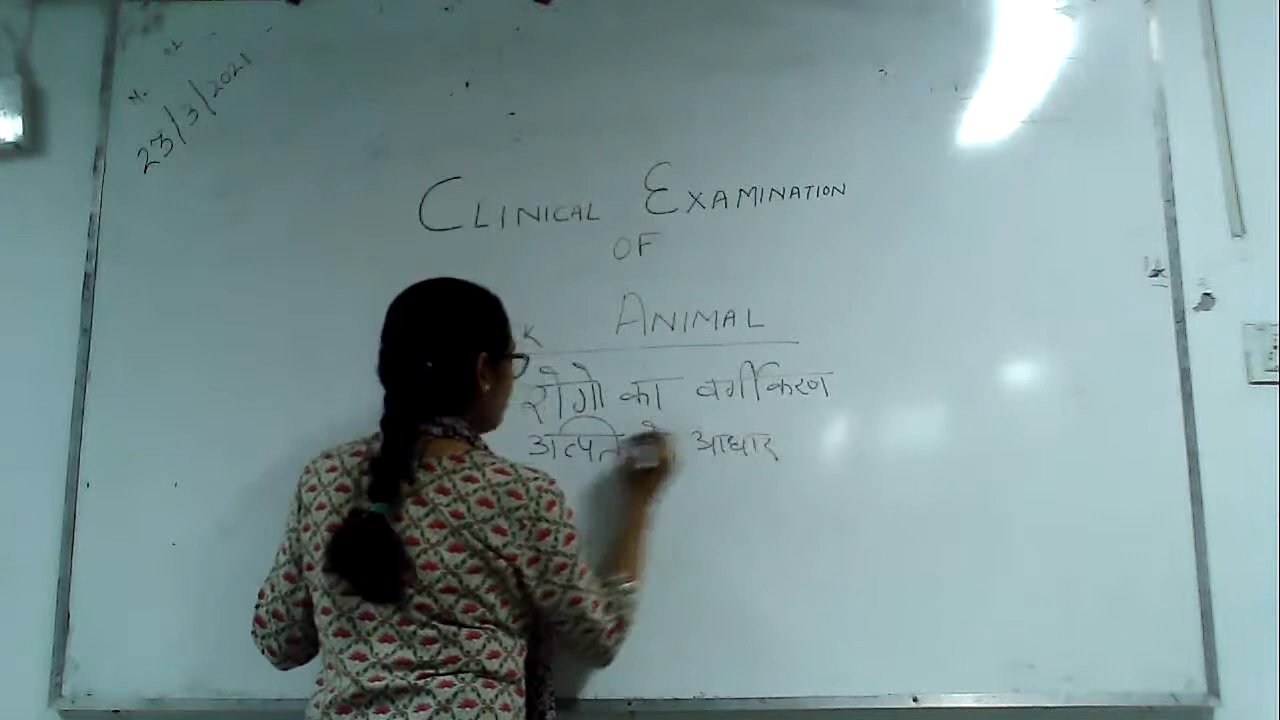 23/3/2021
CLINICAL EXAMINATION
OF
ANIMAL
रोगो का वर्गीकरण
आधार